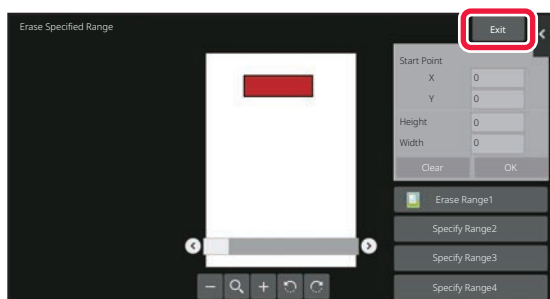 Erase Specified Range
Exit
Start Point
X 0
Y 0
Height 0
Width 0
Clear OK
Erase Range1
Specify Range2
Specify Range3
Specify Range4